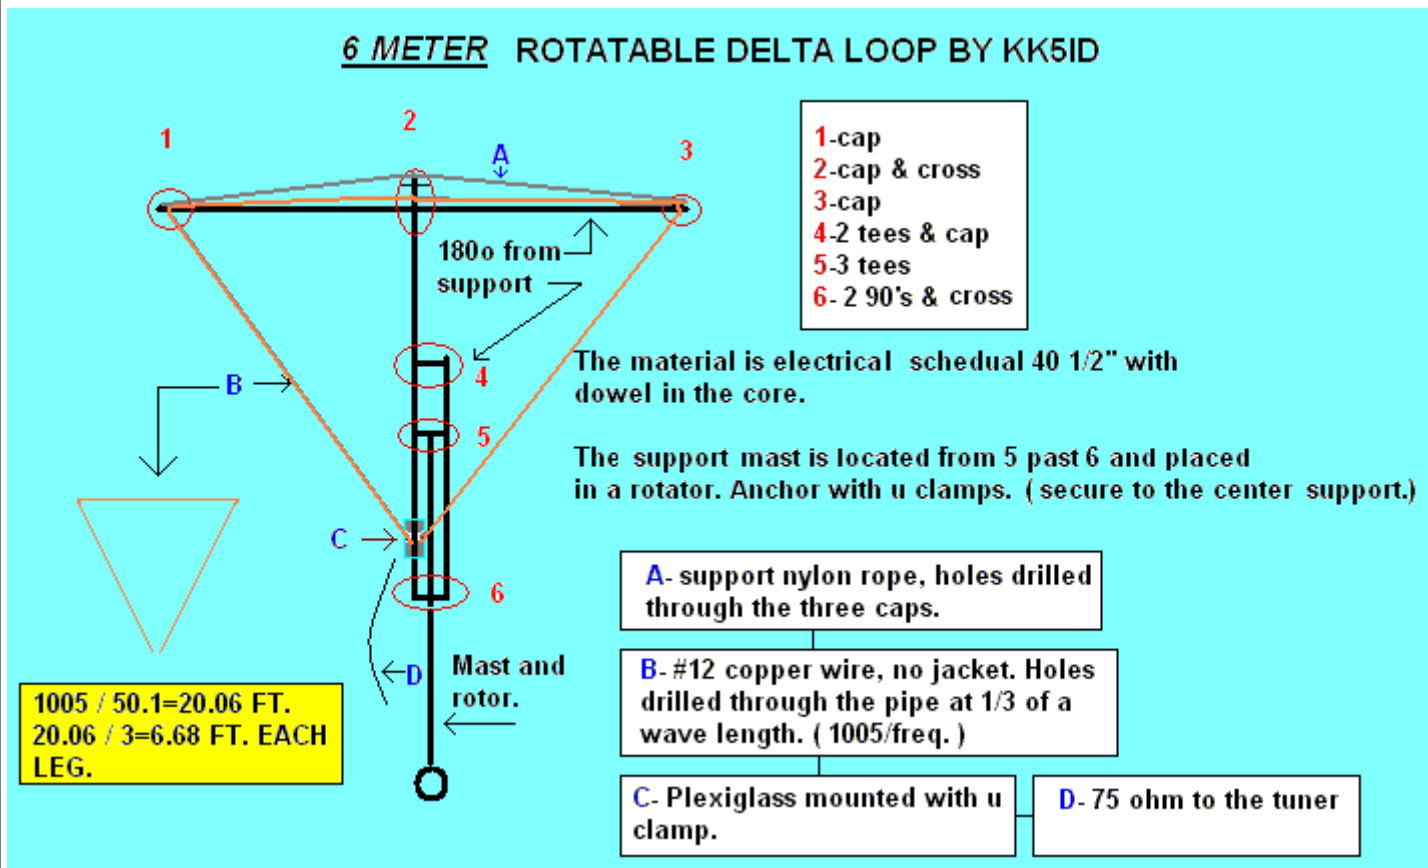 6 METER ROTATABLE DELTA LOOP BY KK5ID
1
2
3
A
1-cap
2-cap & cross
3-cap
4-2 tees & cap
5-3 tees
6- 2 90's & cross
180o from
support
4
5
B
C
6
D
The material is electrical schedual 40 1/2" with
dowel in the core.
The support mast is located from 5 past 6 and placed
in a rotator. Anchor with u clamps. ( secure to the center support.)
Mast and
rotor.
1005 / 50.1=20.06 FT.
20.06 / 3=6.68 FT. EACH
LEG.
A- support nylon rope, holes drilled
through the three caps.
B- #12 copper wire, no jacket. Holes
drilled through the pipe at 1/3 of a
wave length. ( 1005/freq. )
C- Plexiglass mounted with u
clamp.
D- 75 ohm to the tuner